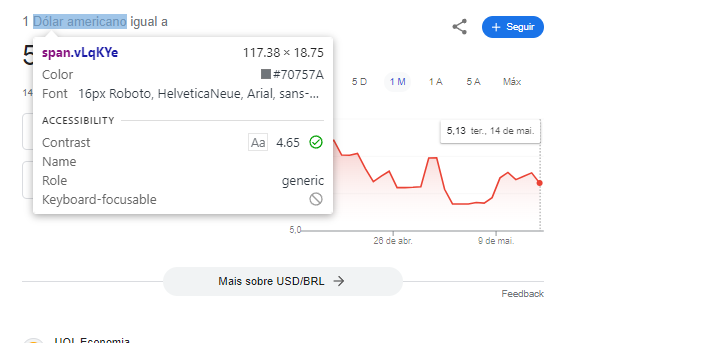 1 Dólar americano igual a
Seguir
5
span.vLqKYe 117.38 × 18.75
Color #70757A
Font 16px Roboto, HelveticaNeue, Arial, sans-...
ACCESSIBILITY
Contrast Aa 4.65
Name
Role generic
Keyboard-focusable
14
5 D 1 M 1 A 5 A Máx
5,13 ter., 14 de mai.
5,0
26 de abr. 9 de mai.
Mais sobre USD/BRL
Feedback
UOL Economia